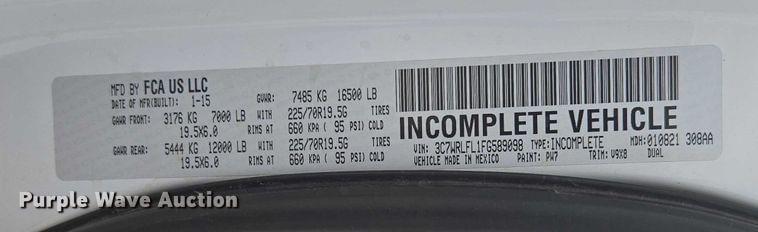 MFD BY FCA US LLC
DATE OF MFR(BUILT): 1-15 GVWR: 7485 KG 16500 LB
GAWR FRONT: 3176 KG 7000 LB WITH 225/70R19.5G TIRES
19.5X6.0 RIMS AT 660 KPA ( 95 PSI) COLD
GAWR REAR: 5444 KG 12000 LB WITH 225/70R19.5G TIRES
19.5X6.0 RIMS AT 660 KPA ( 95 PSI) COLD
INCOMPLETE VEHICLE
VIN: 3C7WRLFL1FG589098 TYPE:INCOMPLETE MDH:010821 308AA
VEHICLE MADE IN MEXICO PAINT: PW7 TRIM: V9X8 DUAL
Purple Wave Auction